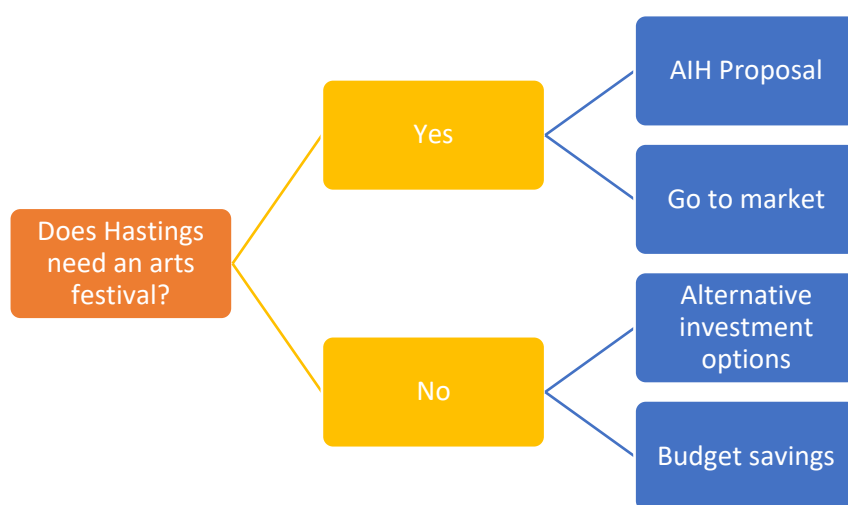 Does Hastings
need an arts
festival?
Yes
No
AIH Proposal
Go to market
Alternative
investment
options
Budget savings